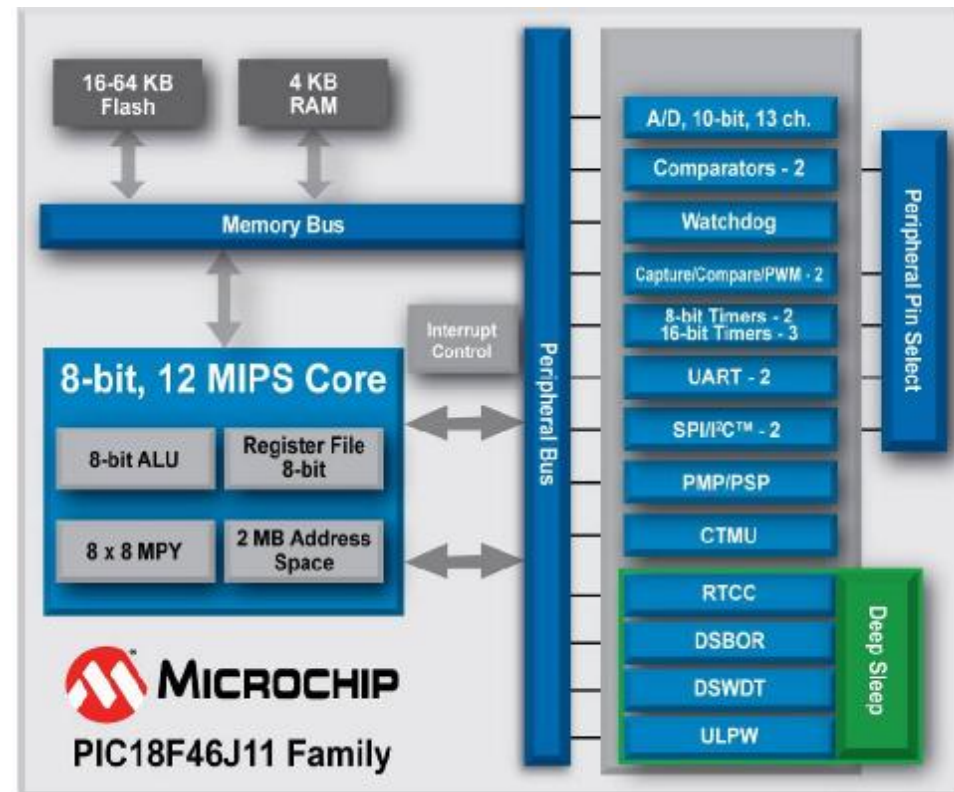 16-64 KB
Flash
4 KB
RAM
Memory Bus
Interrupt
Control
8-bit, 12 MIPS Core
8-bit ALU
Register File
8-bit
8 x 8 MPY
2 MB Address
Space
MICROCHIP
PIC18F46J11 Family
Peripheral Bus
A/D, 10-bit, 13 ch.
Comparators - 2
Watchdog
Capture/Compare/PWM - 2
8-bit Timers - 2
16-bit Timers - 3
UART - 2
SPI/I²C™ - 2
PMP/PSP
CTMU
RTCC
DSBOR
DSWDT
ULPW
Peripheral Pin Select
Deep Sleep